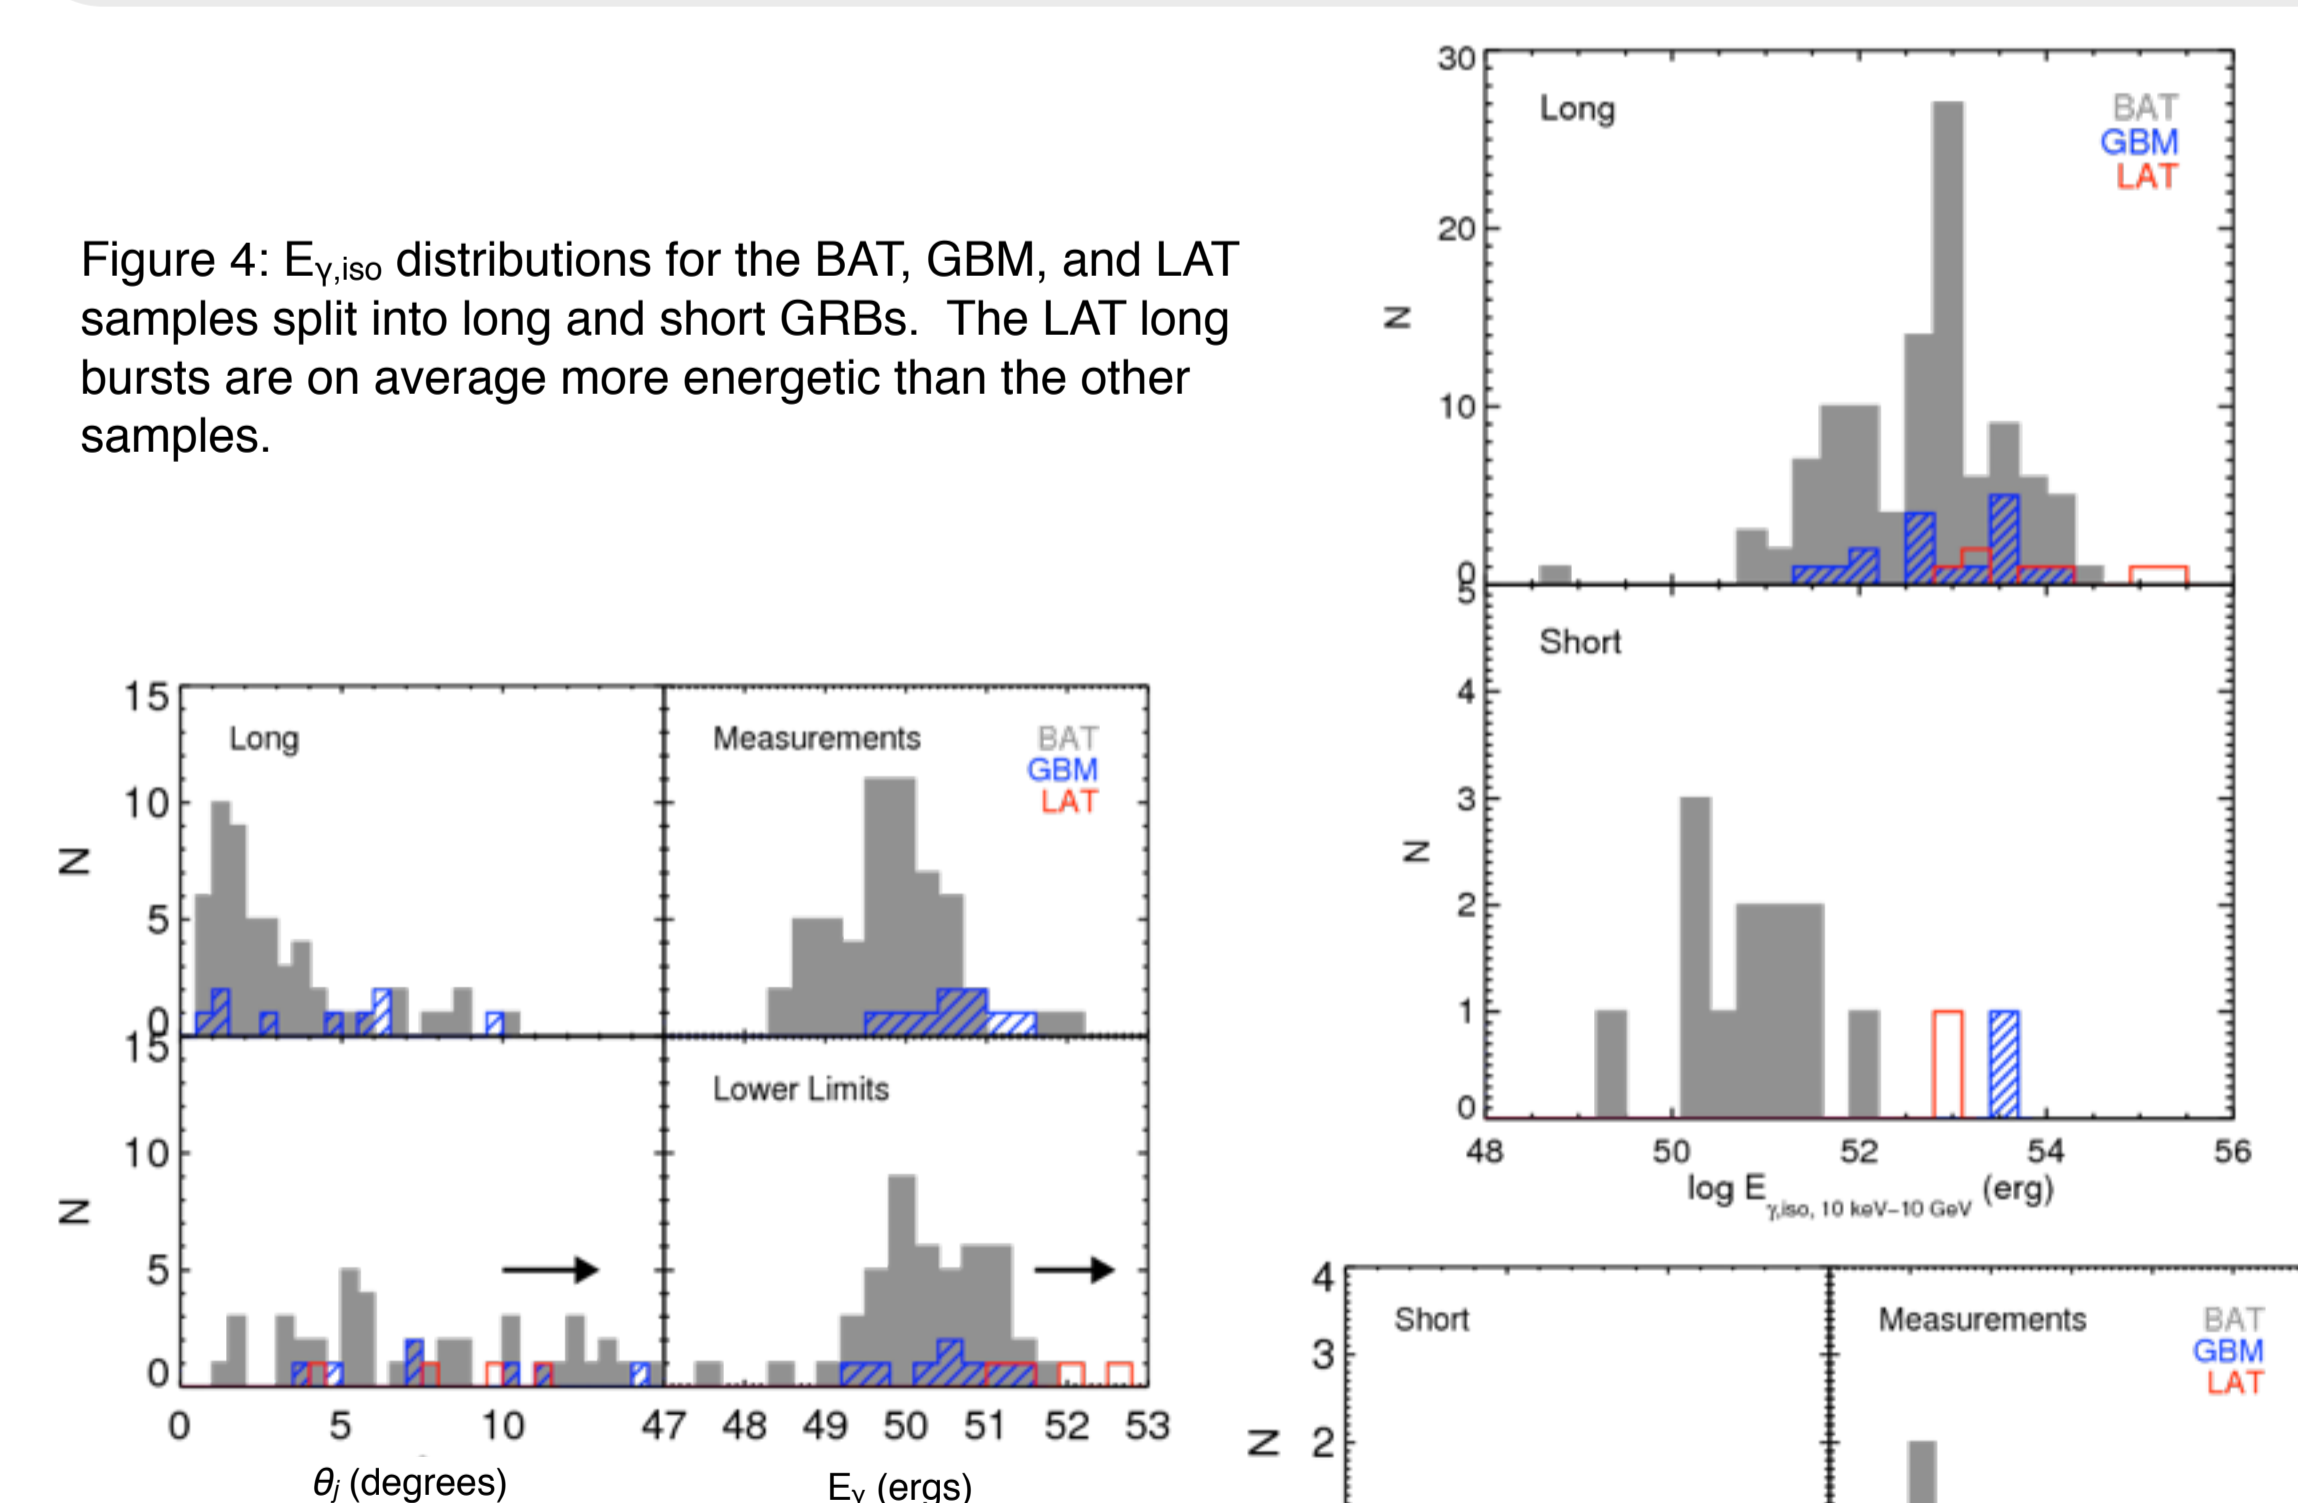 Figure 4: Eγ,iso distributions for the BAT, GBM, and LAT
samples split into long and short GRBs.  The LAT long
bursts are on average more energetic than the other
samples.
30
20
10
0
N
Long
BAT
GBM
LAT
5
4
3
2
1
0
N
Short
48 50 52 54 56
log Eγ,iso, 10 keV–10 GeV (erg)
15
10
5
0
N
Long
Measurements
BAT
GBM
LAT
15
10
5
0
N
Lower Limits
0 5 10 47 48 49 50 51 52 53
θj (degrees)
Eγ (ergs)
4
3
2
N
Short
Measurements
BAT
GBM
LAT